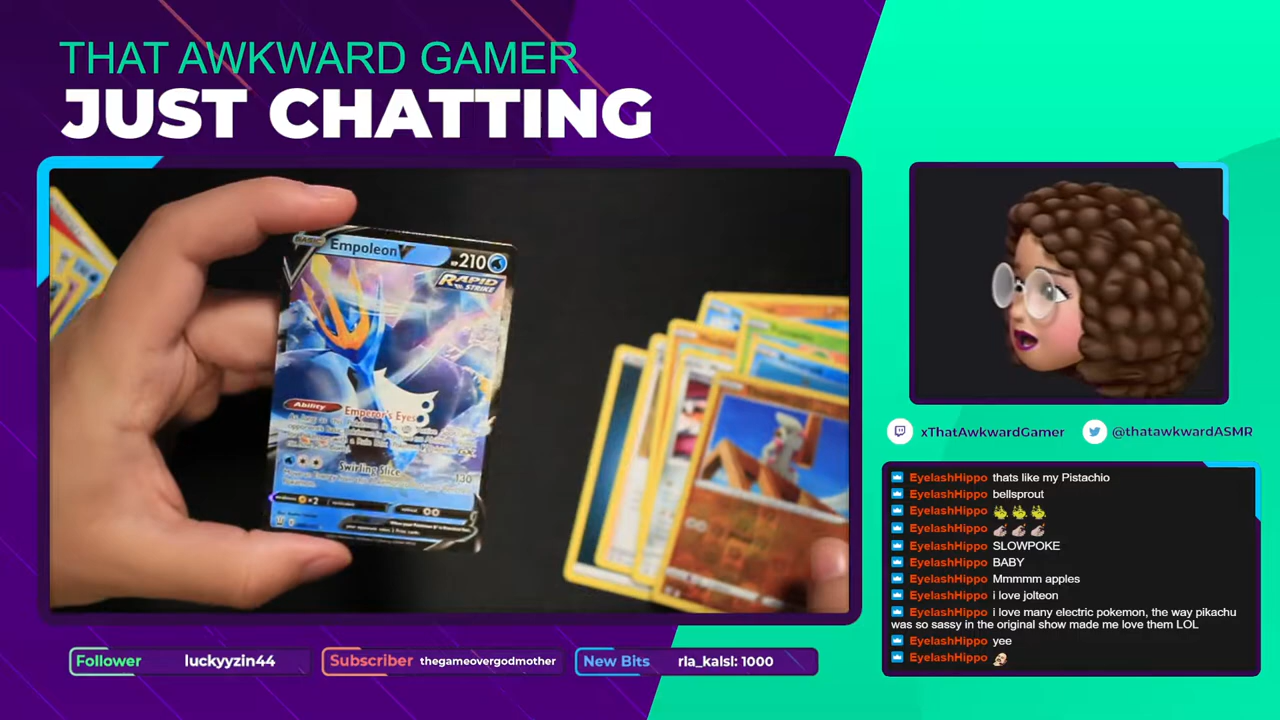 THAT AWKWARD GAMER
JUST CHATTING
BASIC Empoleon V HP 210
RAPID STRIKE
Ability Emperor's Eyes
Swirling Slice 130
×2
xThatAwkwardGamer @thatawkwardASMR
EyelashHippo thats like my Pistachio
EyelashHippo bellsprout
EyelashHippo
EyelashHippo
EyelashHippo SLOWPOKE
EyelashHippo BABY
EyelashHippo Mmmmm apples
EyelashHippo i love jolteon
EyelashHippo i love many electric pokemon, the way pikachu
was so sassy in the original show made me love them LOL
EyelashHippo yee
EyelashHippo
Follower luckyyzin44 Subscriber thegameovergodmother New Bits rla_kalsl: 1000